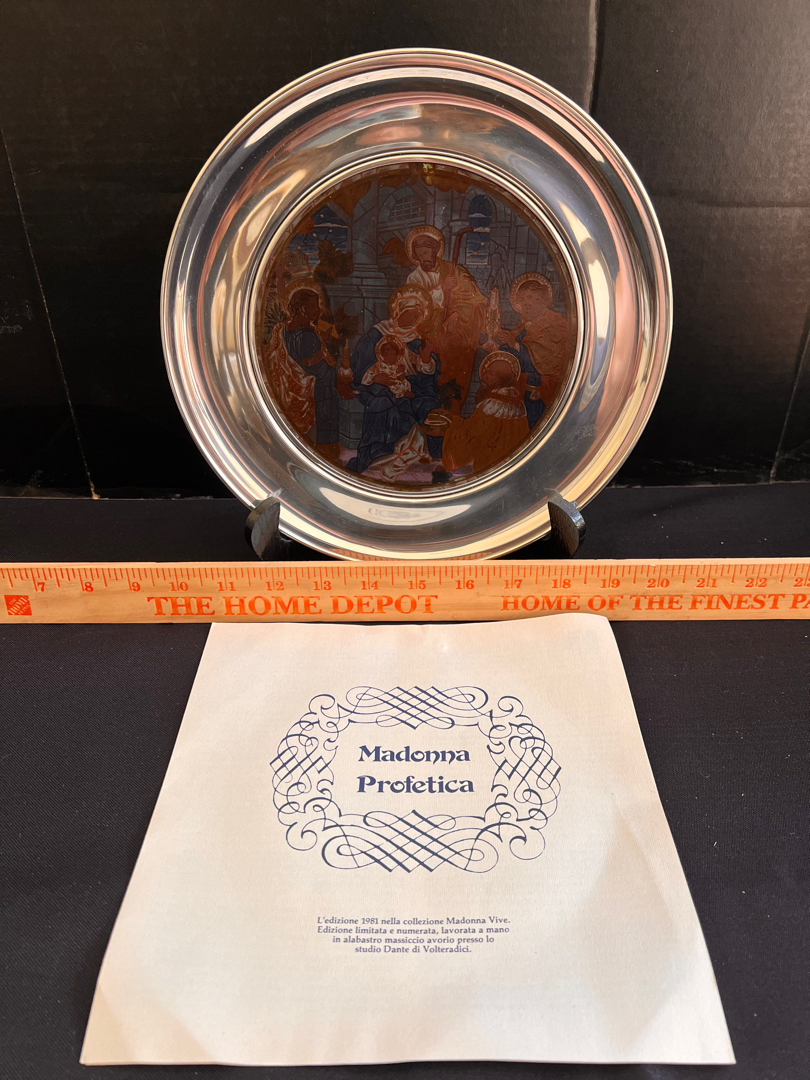 7 8 9 10 11 12 13 14 15 16 17 18 19 20 21 22
THE HOME DEPOT HOME OF THE FINEST P
Madonna
Profetica
L'edizione 1981 nella collezione Madonna Vive.
Edizione limitata e numerata, lavorata a mano
in alabastro massiccio avorio presso lo
studio Dante di Volteradici.